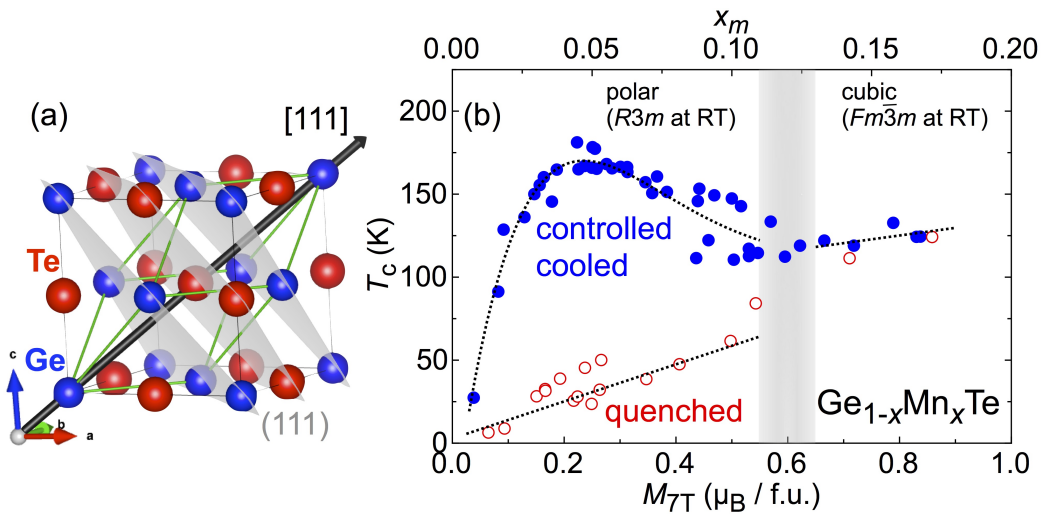 (a)
[111]
Te
Ge
(111)
c
b
a
x_m
0.00 0.05 0.10 0.15 0.20
(b)
polar
(R3m at RT)
cubic
(Fm3̅m at RT)
200
150
100
50
0
T_c (K)
controlled
cooled
quenched
Ge₁₋ₓMnₓTe
0.0 0.2 0.4 0.6 0.8 1.0
M₇T (μ_B / f.u.)